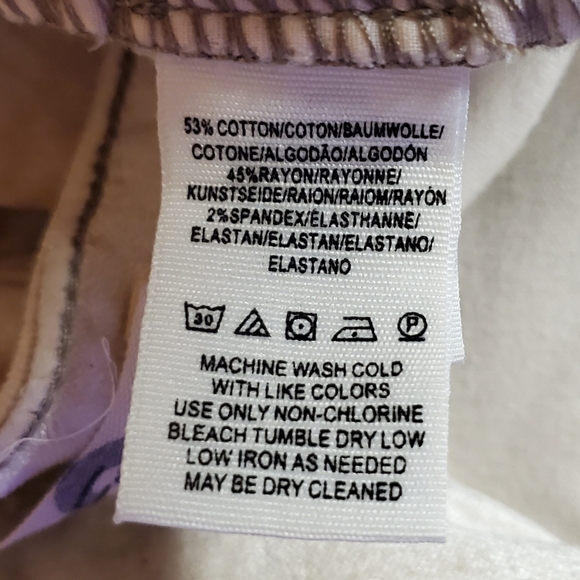 53% COTTON/COTON/BAUMWOLLE/
COTONE/ALGODÃO/ALGODÓN
45%RAYON/RAYONNE/
KUNSTSEIDE/RAION/RAIOM/RAYÓN
2%SPANDEX/ÉLASTHANNE/
ELASTAN/ELASTAN/ELASTANO/
ELASTANO
30 P
MACHINE WASH COLD
WITH LIKE COLORS
USE ONLY NON-CHLORINE
BLEACH TUMBLE DRY LOW
LOW IRON AS NEEDED
MAY BE DRY CLEANED